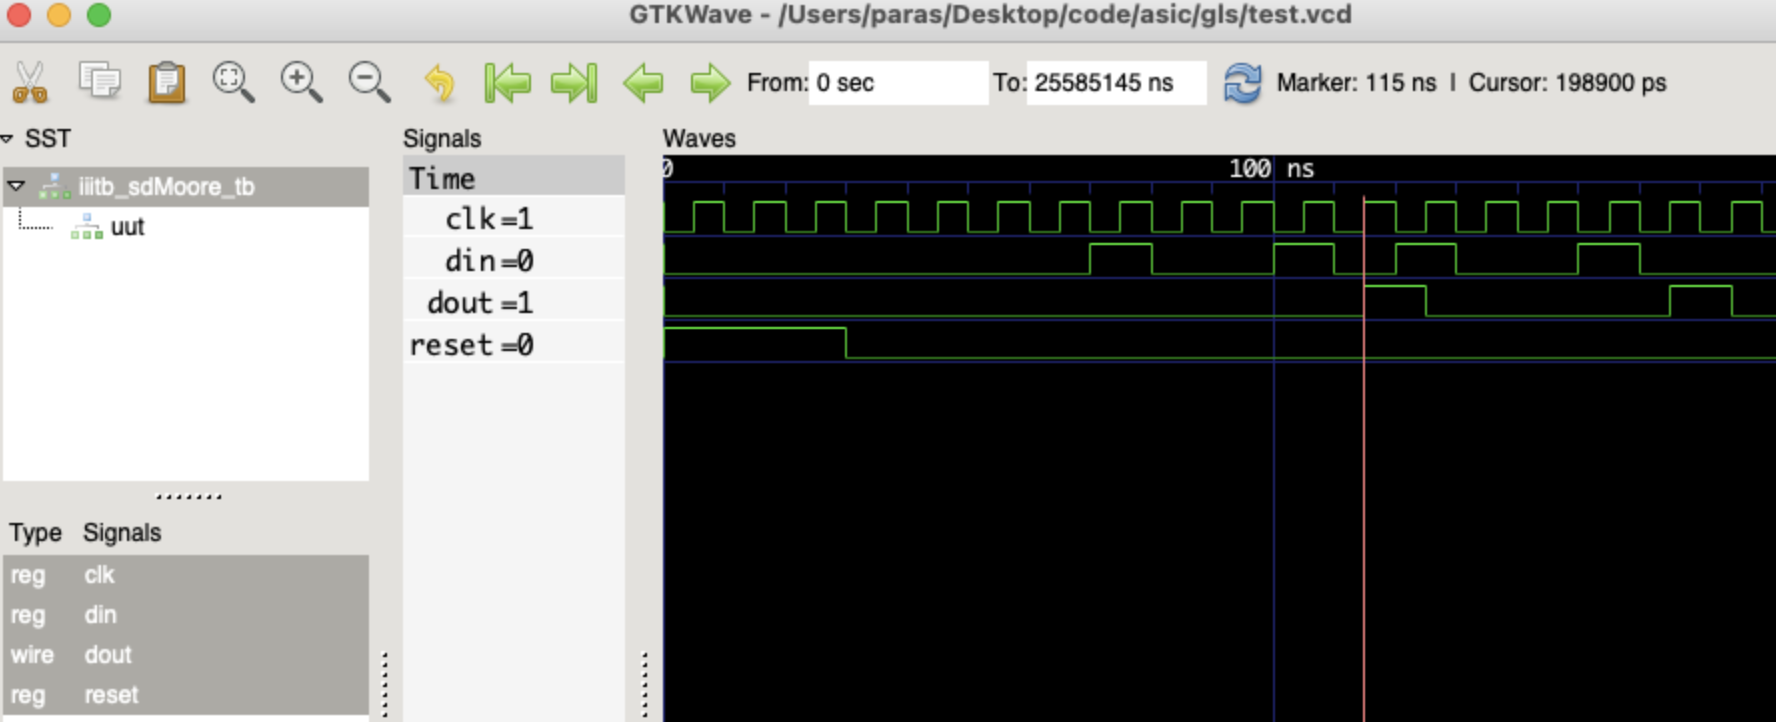 GTKWave - /Users/paras/Desktop/code/asic/gls/test.vcd
From: 0 sec To: 25585145 ns Marker: 115 ns | Cursor: 198900 ps
SST
iiitb_sdMoore_tb
uut
Type Signals
reg clk
reg din
wire dout
reg reset
Signals
Time
clk=1
din=0
dout=1
reset=0
Waves
0 100 ns